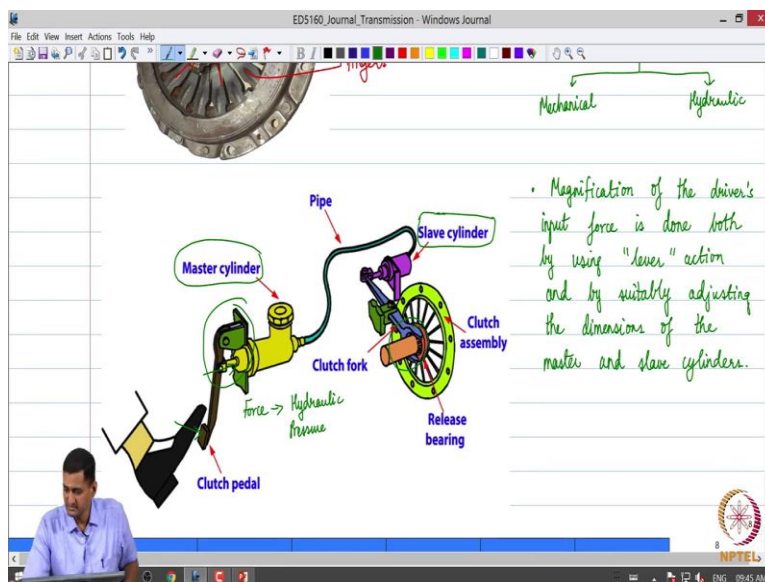 ED5160_Journal_Transmission - Windows Journal
File Edit View Insert Actions Tools Help
B I
Fingers
Mechanical
Hydraulic
Pipe
Slave cylinder
Master cylinder
Clutch fork
Clutch assembly
Release bearing
Force → Hydraulic
Pressure
Clutch pedal
• Magnification of the driver's
input force is done both
by using "lever" action
and by suitably adjusting
the dimensions of the
master and slave cylinders.
8
8
NPTEL
ENG 09:45 AM